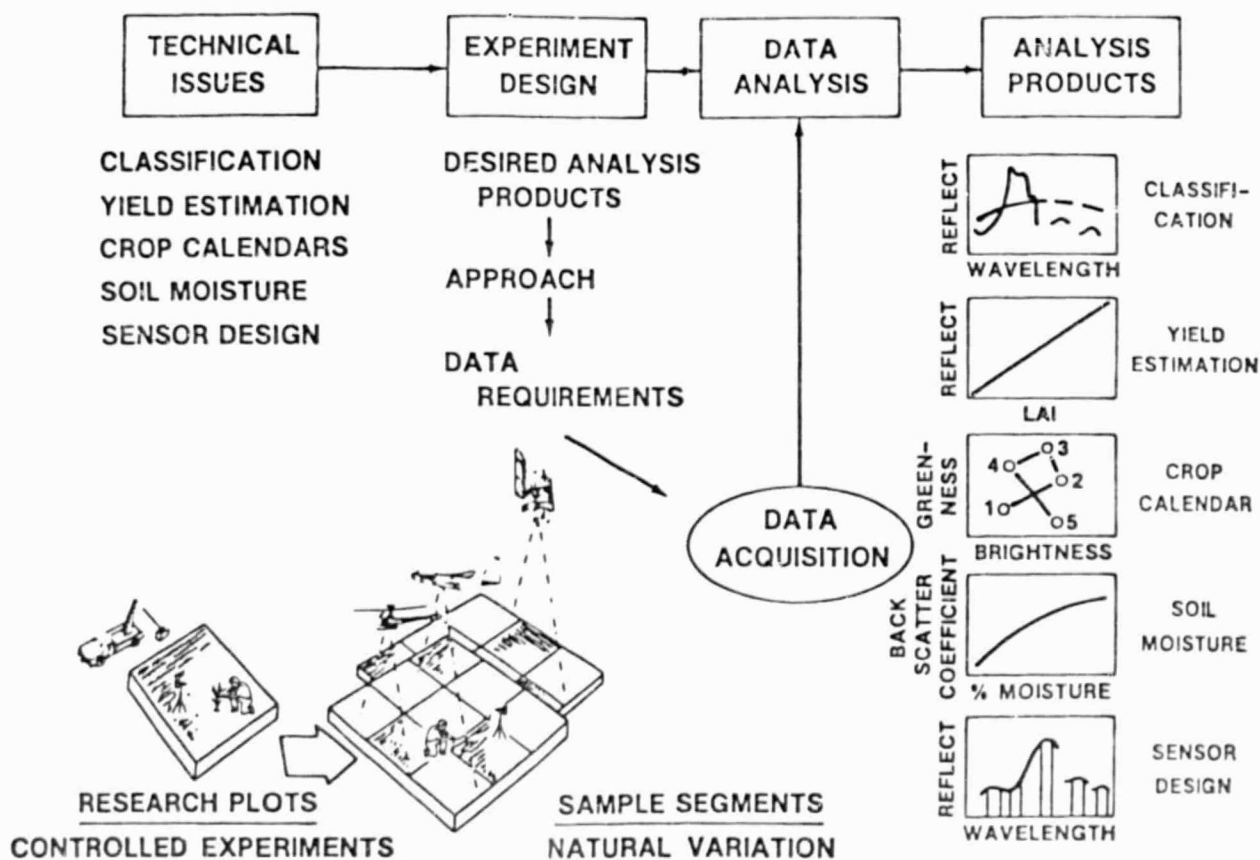 TECHNICAL
ISSUES
EXPERIMENT
DESIGN
DATA
ANALYSIS
ANALYSIS
PRODUCTS
CLASSIFICATION
YIELD ESTIMATION
CROP CALENDARS
SOIL MOISTURE
SENSOR DESIGN
DESIRED ANALYSIS
PRODUCTS
APPROACH
DATA
REQUIREMENTS
DATA
ACQUISITION
REFLECT
WAVELENGTH
CLASSIFI-
CATION
REFLECT
LAI
YIELD
ESTIMATION
GREEN-
NESS
4 3
2
1
5
BRIGHTNESS
CROP
CALENDAR
BACK
SCATTER
COEFFICIENT
% MOISTURE
SOIL
MOISTURE
REFLECT
WAVELENGTH
SENSOR
DESIGN
RESEARCH PLOTS
CONTROLLED EXPERIMENTS
SAMPLE SEGMENTS
NATURAL VARIATION